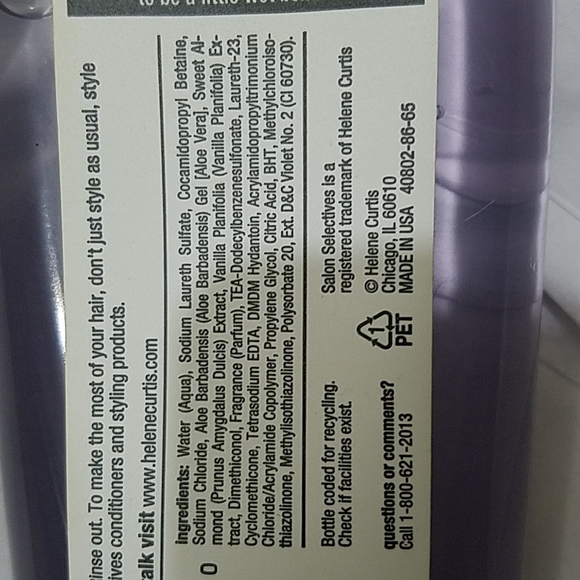 rinse out. To make the most of your hair, don't just style as usual, style
ives conditioners and styling products.
alk visit www.helenecurtis.com
Ingredients: Water (Aqua), Sodium Laureth Sulfate, Cocamidopropyl Betaine,
Sodium Chloride, Aloe Barbadensis (Aloe Barbadensis) Gel [Aloe Vera], Sweet Al-
mond (Prunus Amygdalus Dulcis) Extract, Vanilla Planifolia (Vanilla Planifolia) Ex-
tract, Dimethiconol, Fragrance (Parfum), TEA-Dodecylbenzenesulfonate, Laureth-23,
Cyclomethicone, Tetrasodium EDTA, DMDM Hydantoin, Acrylamidopropyltrimonium
Chloride/Acrylamide Copolymer, Propylene Glycol, Citric Acid, BHT, Methylchloroiso-
thiazolinone, Methylisothiazolinone, Polysorbate 20, Ext. D&C Violet No. 2 (CI 60730).
Bottle coded for recycling.
Check if facilities exist.
questions or comments?
Call 1-800-621-2013
1
PET
Salon Selectives is a
registered trademark of Helene Curtis
© Helene Curtis
Chicago, IL 60610
MADE IN USA 40802-86-65